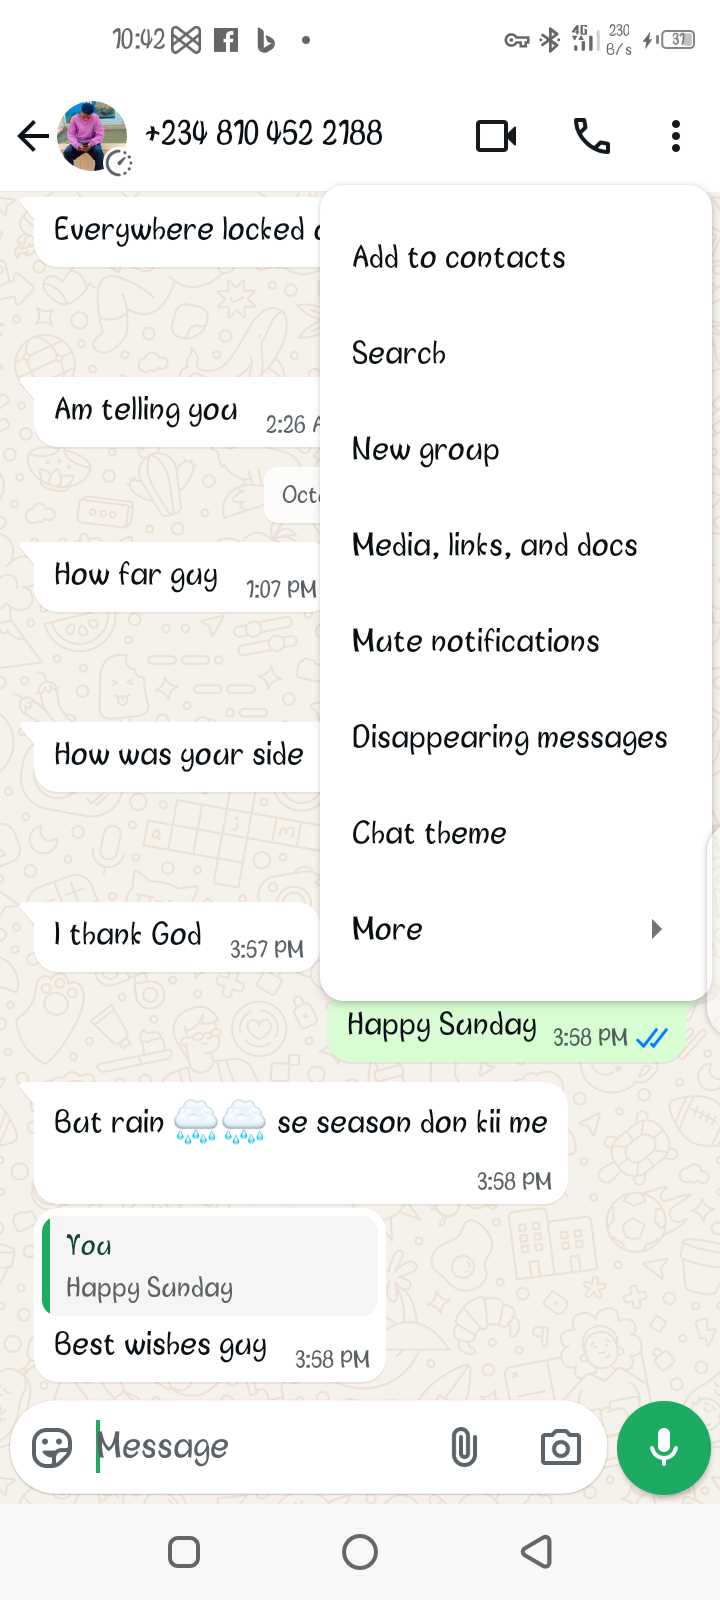 10:42
4G 230 B/s 37
+234 810 452 2188
Everywhere locked
Am telling you 2:26
How far guy 1:07 PM
How was your side
I thank God 3:57 PM
Add to contacts
Search
New group
Media, links, and docs
Mute notifications
Disappearing messages
Chat theme
More
Happy Sunday 3:58 PM
But rain 🌧️🌧️ se season don kii me
3:58 PM
You
Happy Sunday
Best wishes guy 3:58 PM
Message